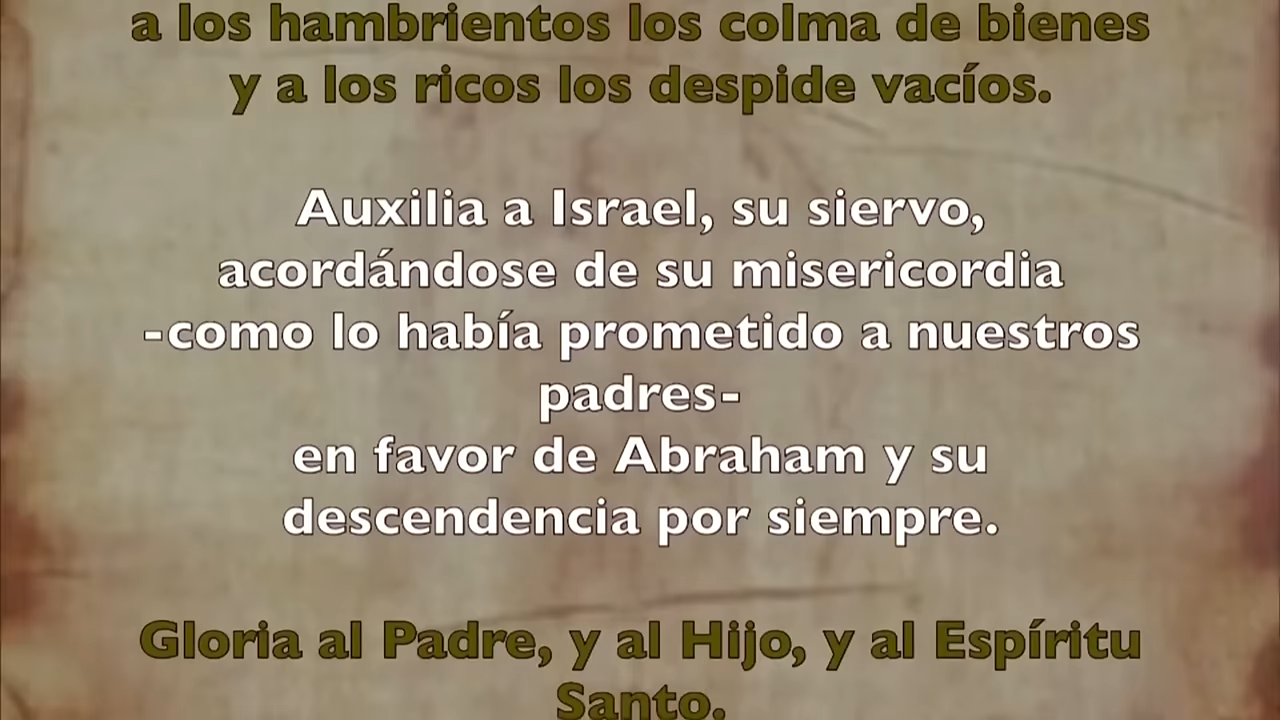 a los hambrientos los colma de bienes
y a los ricos los despide vacíos.
Auxilia a Israel, su siervo,
acordándose de su misericordia
-como lo había prometido a nuestros
padres-
en favor de Abraham y su
descendencia por siempre.
Gloria al Padre, y al Hijo, y al Espíritu
Santo.